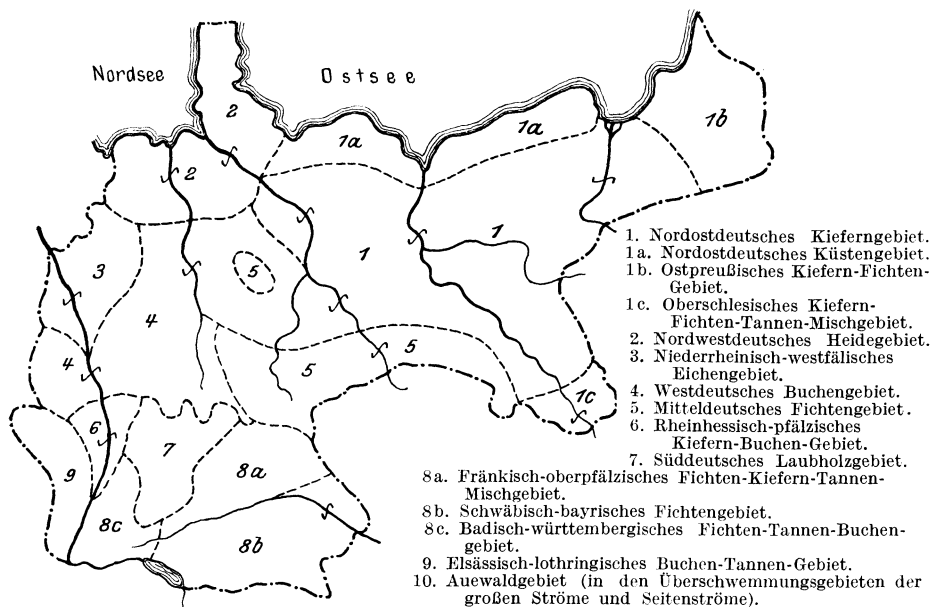 Nordsee
Ostsee
2
1a
1a
1b
2
1
1
3
5
4
4
5
5
1c
6
7
9
8a
8c
8b
1. Nordostdeutsches Kieferngebiet.
1a. Nordostdeutsches Küstengebiet.
1b. Ostpreußisches Kiefern-Fichten-
Gebiet.
1c. Oberschlesisches Kiefern-
Fichten-Tannen-Mischgebiet.
2. Nordwestdeutsches Heidegebiet.
3. Niederrheinisch-westfälisches
Eichengebiet.
4. Westdeutsches Buchengebiet.
5. Mitteldeutsches Fichtengebiet.
6. Rheinhessisch-pfälzisches
Kiefern-Buchen-Gebiet.
7. Süddeutsches Laubholzgebiet.
8a. Fränkisch-oberpfälzisches Fichten-Kiefern-Tannen-
Mischgebiet.
8b. Schwäbisch-bayrisches Fichtengebiet.
8c. Badisch-württembergisches Fichten-Tannen-Buchen-
gebiet.
9. Elsässisch-lothringisches Buchen-Tannen-Gebiet.
10. Auewaldgebiet (in den Überschwemmungsgebieten der
großen Ströme und Seitenströme).